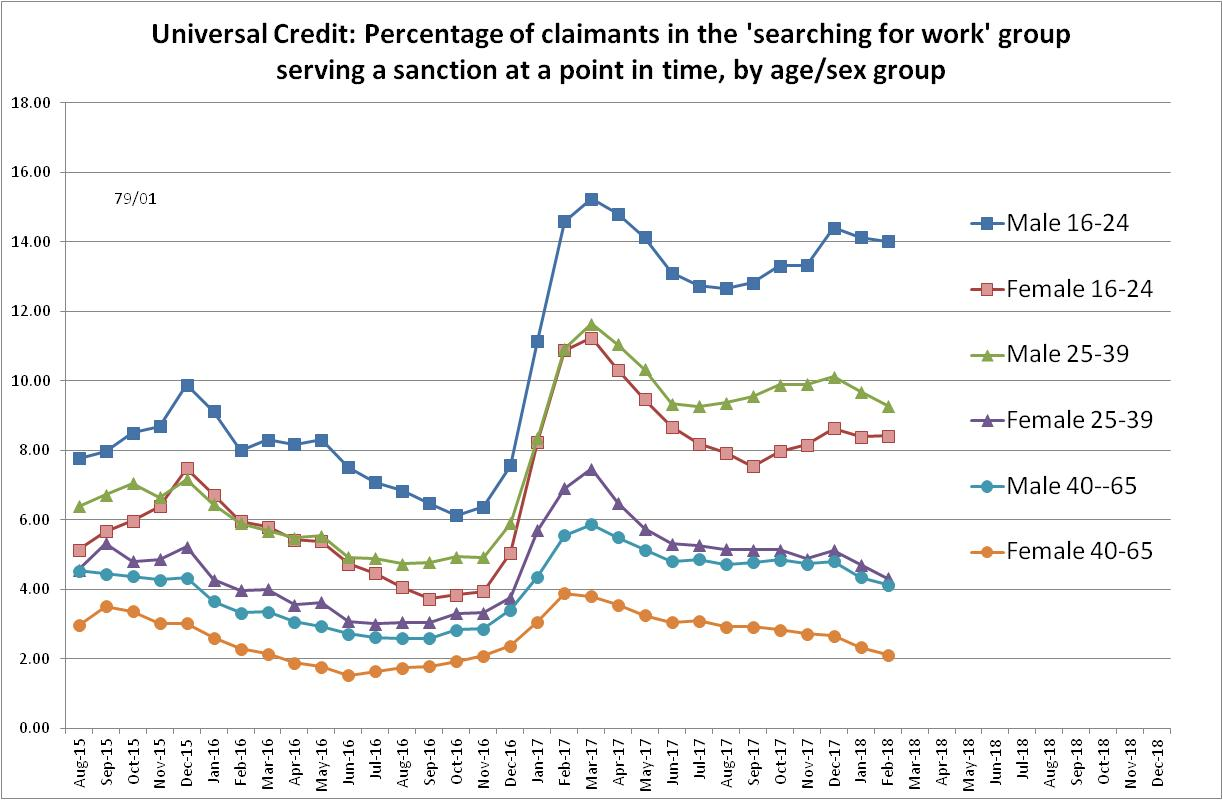 Universal Credit: Percentage of claimants in the 'searching for work' group
serving a sanction at a point in time, by age/sex group
18.00
16.00
14.00
12.00
10.00
8.00
6.00
4.00
2.00
0.00
79/01
Male 16-24
Female 16-24
Male 25-39
Female 25-39
Male 40--65
Female 40-65
Aug-15
Sep-15
Oct-15
Nov-15
Dec-15
Jan-16
Feb-16
Mar-16
Apr-16
May-16
Jun-16
Jul-16
Aug-16
Sep-16
Oct-16
Nov-16
Dec-16
Jan-17
Feb-17
Mar-17
Apr-17
May-17
Jun-17
Jul-17
Aug-17
Sep-17
Oct-17
Nov-17
Dec-17
Jan-18
Feb-18
Mar-18
Apr-18
May-18
Jun-18
Jul-18
Aug-18
Sep-18
Oct-18
Nov-18
Dec-18